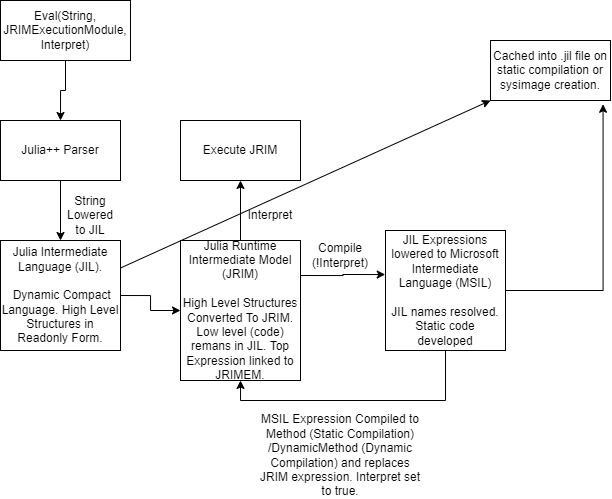 Eval(String,
JRIMExecutionModule,
Interpret)
Cached into .jil file on
static compilation or
sysimage creation.
Julia++ Parser
Execute JRIM
String
Lowered
to JIL
Interpret
Julia Intermediate
Language (JIL).
Dynamic Compact
Language. High Level
Structures in
Readonly Form.
Julia Runtime
Intermediate Model
(JRIM)
High Level Structures
Converted To JRIM.
Low level (code)
remans in JIL. Top
Expression linked to
JRIMEM.
Compile
(!Interpret)
JIL Expressions
lowered to Microsoft
Intermediate
Language (MSIL)
JIL names resolved.
Static code
developed
MSIL Expression Compiled to
Method (Static Compilation)
/DynamicMethod (Dynamic
Compilation) and replaces
JRIM expression. Interpret set
to true.